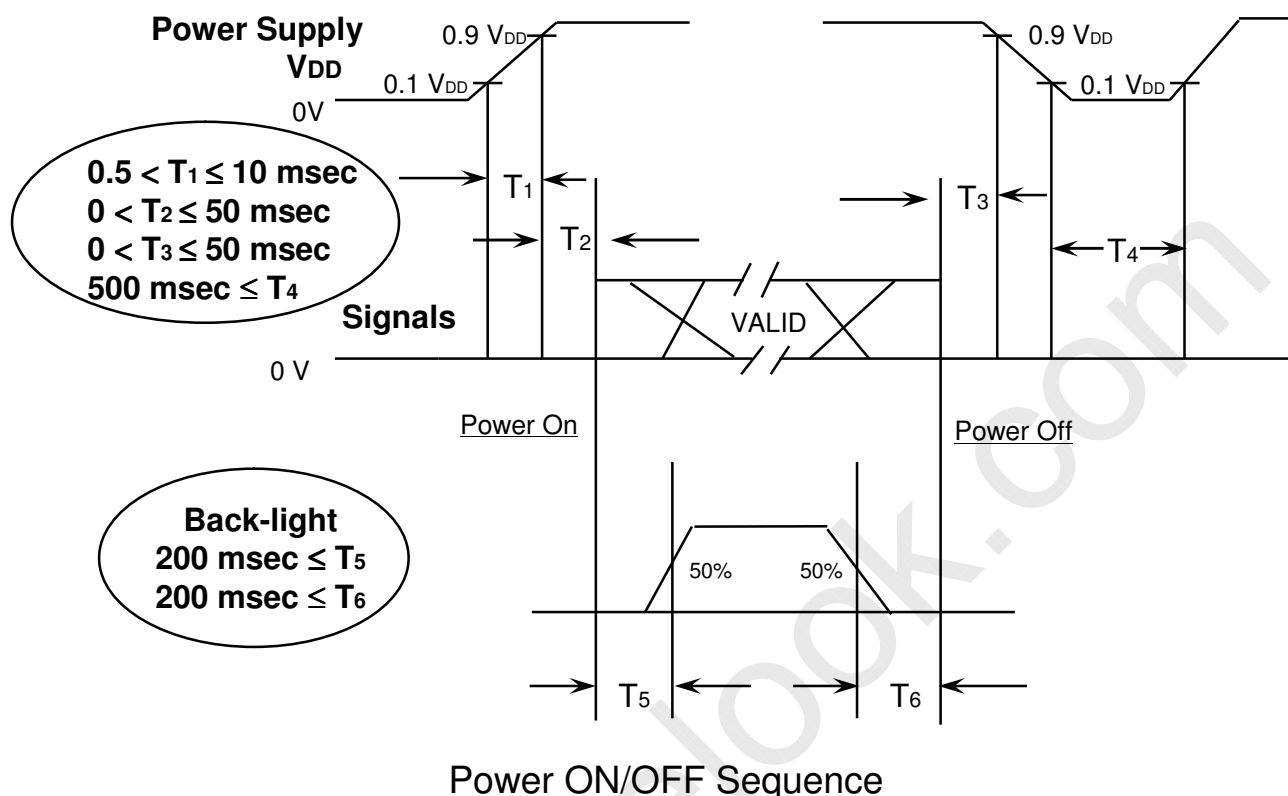 Power Supply
VDD
0.9 VDD
0.1 VDD
0V
0.9 VDD
0.1 VDD
0.5 < T1 ≤ 10 msec
0 < T2 ≤ 50 msec
0 < T3 ≤ 50 msec
500 msec ≤ T4
T1
T2
T3
T4
Signals
VALID
0 V
Power On
Power Off
Back-light
200 msec ≤ T5
200 msec ≤ T6
50%
50%
T5
T6
Power ON/OFF Sequence
look.com